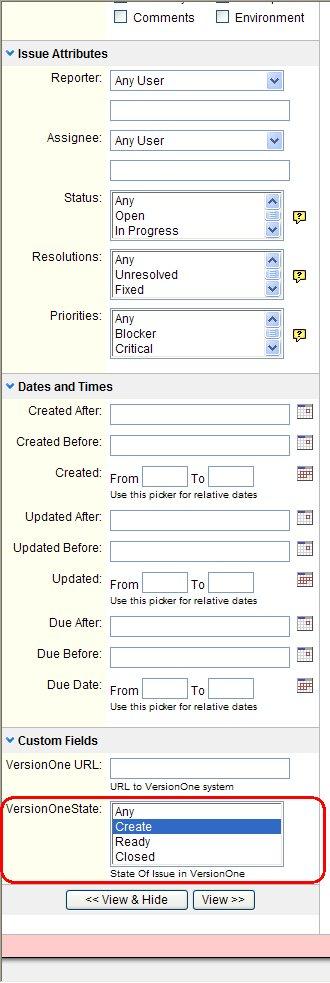 Comments Environment
Issue Attributes
Reporter: Any User
Assignee: Any User
Status: Any
Open
In Progress
Resolutions: Any
Unresolved
Fixed
Priorities: Any
Blocker
Critical
Dates and Times
Created After:
Created Before:
Created: From To
Use this picker for relative dates
Updated After:
Updated Before:
Updated: From To
Use this picker for relative dates
Due After:
Due Before:
Due Date: From To
Use this picker for relative dates
Custom Fields
VersionOne URL:
URL to VersionOne system
VersionOneState: Any
Create
Ready
Closed
State Of Issue in VersionOne
<< View & Hide View >>